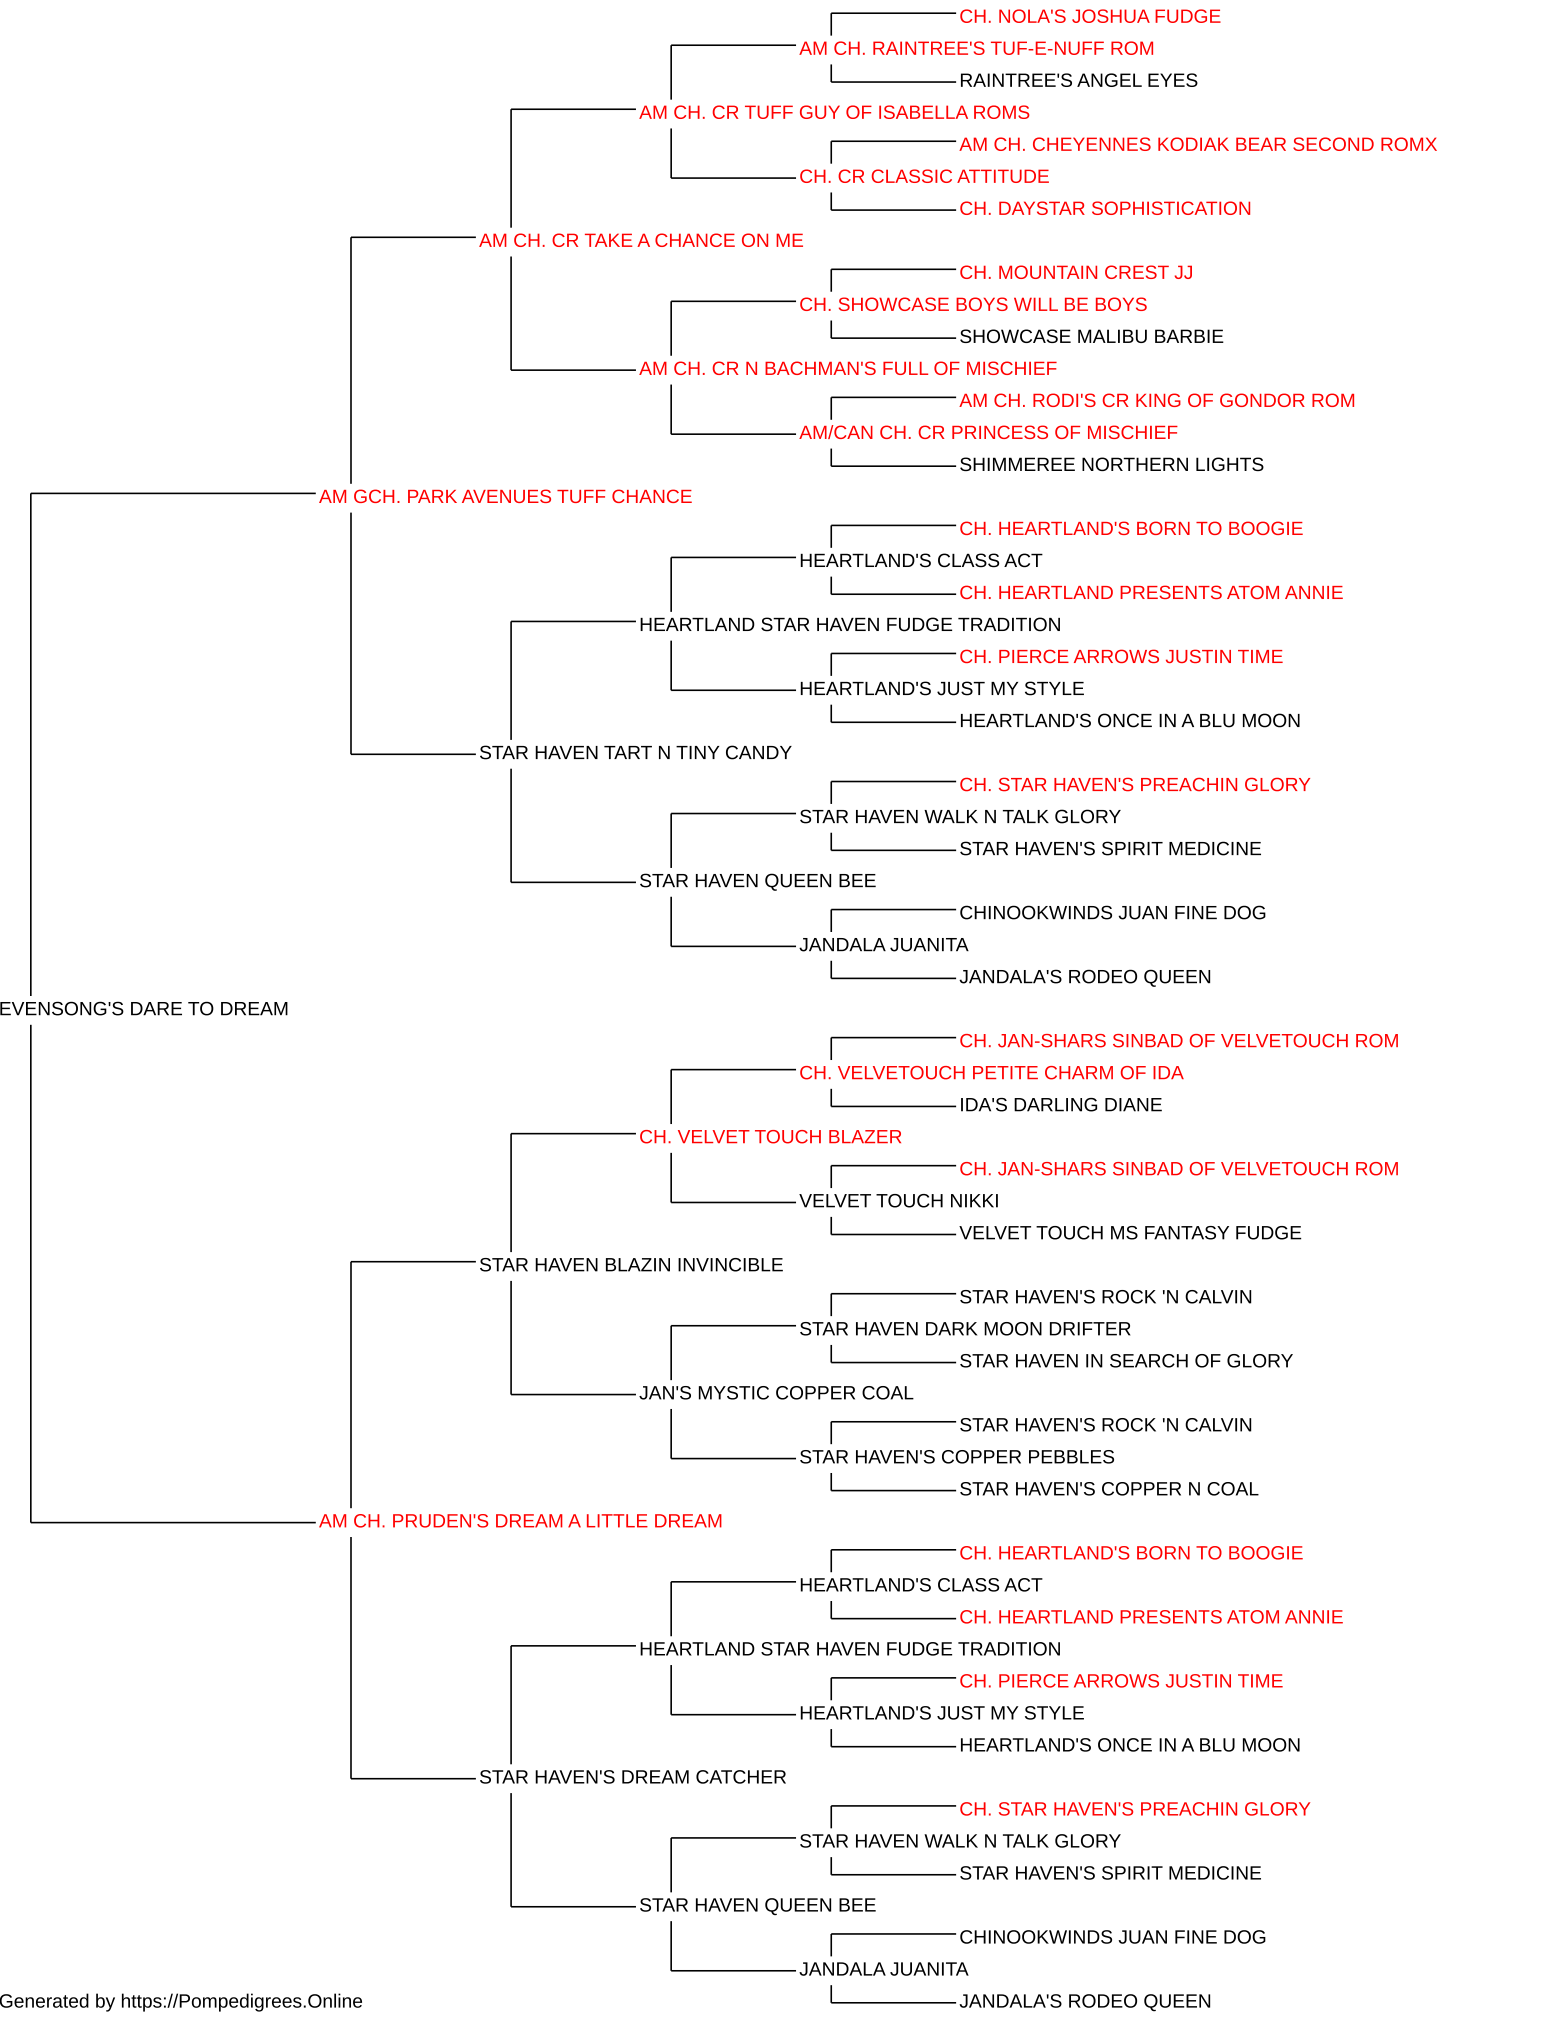 CH. NOLA'S JOSHUA FUDGE
AM CH. RAINTREE'S TUF-E-NUFF ROM
RAINTREE'S ANGEL EYES
AM CH. CR TUFF GUY OF ISABELLA ROMS
AM CH. CHEYENNES KODIAK BEAR SECOND ROMX
CH. CR CLASSIC ATTITUDE
CH. DAYSTAR SOPHISTICATION
AM CH. CR TAKE A CHANCE ON ME
CH. MOUNTAIN CREST JJ
CH. SHOWCASE BOYS WILL BE BOYS
SHOWCASE MALIBU BARBIE
AM CH. CR N BACHMAN'S FULL OF MISCHIEF
AM CH. RODI'S CR KING OF GONDOR ROM
AM/CAN CH. CR PRINCESS OF MISCHIEF
SHIMMEREE NORTHERN LIGHTS
AM GCH. PARK AVENUES TUFF CHANCE
CH. HEARTLAND'S BORN TO BOOGIE
HEARTLAND'S CLASS ACT
CH. HEARTLAND PRESENTS ATOM ANNIE
HEARTLAND STAR HAVEN FUDGE TRADITION
CH. PIERCE ARROWS JUSTIN TIME
HEARTLAND'S JUST MY STYLE
HEARTLAND'S ONCE IN A BLU MOON
STAR HAVEN TART N TINY CANDY
CH. STAR HAVEN'S PREACHIN GLORY
STAR HAVEN WALK N TALK GLORY
STAR HAVEN'S SPIRIT MEDICINE
STAR HAVEN QUEEN BEE
CHINOOKWINDS JUAN FINE DOG
JANDALA JUANITA
JANDALA'S RODEO QUEEN
EVENSONG'S DARE TO DREAM
CH. JAN-SHARS SINBAD OF VELVETOUCH ROM
CH. VELVETOUCH PETITE CHARM OF IDA
IDA'S DARLING DIANE
CH. VELVET TOUCH BLAZER
CH. JAN-SHARS SINBAD OF VELVETOUCH ROM
VELVET TOUCH NIKKI
VELVET TOUCH MS FANTASY FUDGE
STAR HAVEN BLAZIN INVINCIBLE
STAR HAVEN'S ROCK 'N CALVIN
STAR HAVEN DARK MOON DRIFTER
STAR HAVEN IN SEARCH OF GLORY
JAN'S MYSTIC COPPER COAL
STAR HAVEN'S ROCK 'N CALVIN
STAR HAVEN'S COPPER PEBBLES
STAR HAVEN'S COPPER N COAL
AM CH. PRUDEN'S DREAM A LITTLE DREAM
CH. HEARTLAND'S BORN TO BOOGIE
HEARTLAND'S CLASS ACT
CH. HEARTLAND PRESENTS ATOM ANNIE
HEARTLAND STAR HAVEN FUDGE TRADITION
CH. PIERCE ARROWS JUSTIN TIME
HEARTLAND'S JUST MY STYLE
HEARTLAND'S ONCE IN A BLU MOON
STAR HAVEN'S DREAM CATCHER
CH. STAR HAVEN'S PREACHIN GLORY
STAR HAVEN WALK N TALK GLORY
STAR HAVEN'S SPIRIT MEDICINE
STAR HAVEN QUEEN BEE
CHINOOKWINDS JUAN FINE DOG
JANDALA JUANITA
JANDALA'S RODEO QUEEN
Generated by https://Pompedigrees.Online